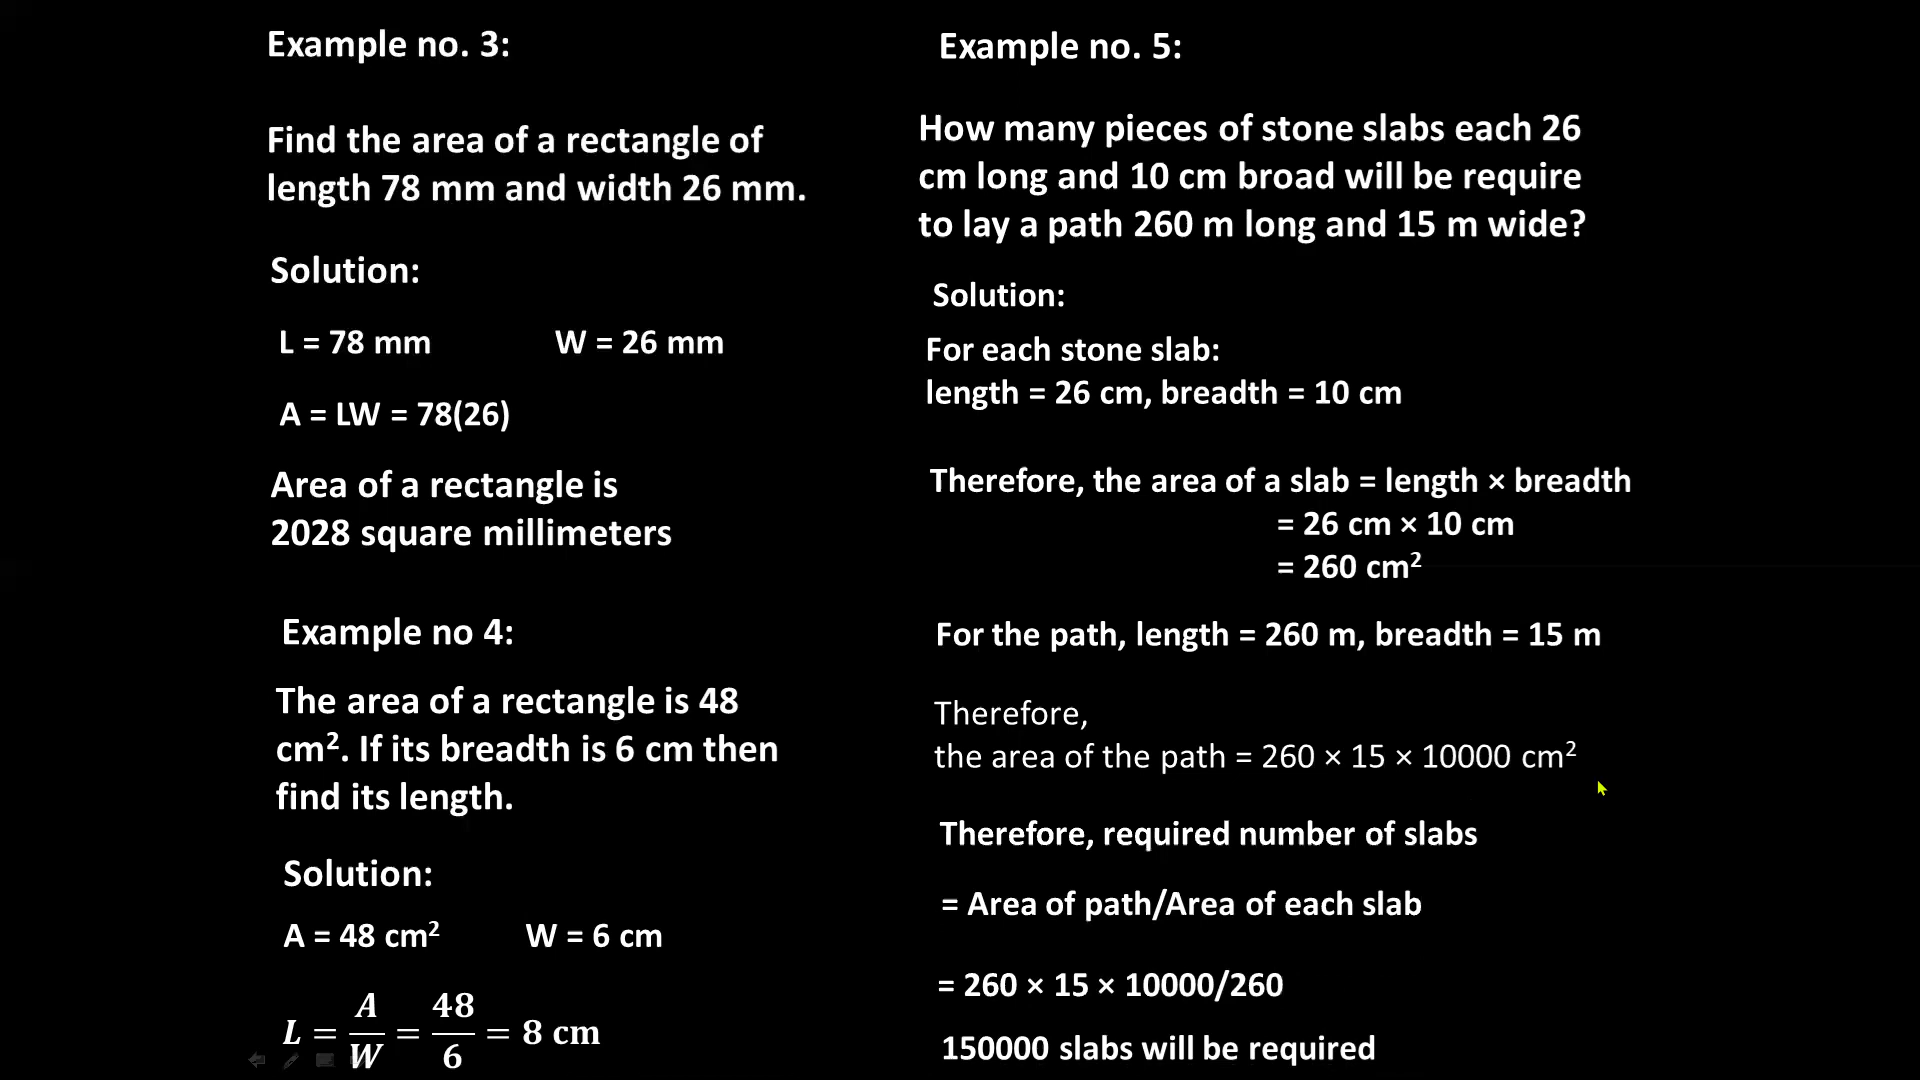 Example no. 3:
Find the area of a rectangle of
length 78 mm and width 26 mm.
Solution:
L = 78 mm W = 26 mm
A = LW = 78(26)
Area of a rectangle is
2028 square millimeters
Example no 4:
The area of a rectangle is 48
cm². If its breadth is 6 cm then
find its length.
Solution:
A = 48 cm² W = 6 cm
L = A/W = 48/6 = 8 cm
Example no. 5:
How many pieces of stone slabs each 26
cm long and 10 cm broad will be require
to lay a path 260 m long and 15 m wide?
Solution:
For each stone slab:
length = 26 cm, breadth = 10 cm
Therefore, the area of a slab = length × breadth
= 26 cm × 10 cm
= 260 cm²
For the path, length = 260 m, breadth = 15 m
Therefore,
the area of the path = 260 × 15 × 10000 cm²
Therefore, required number of slabs
= Area of path/Area of each slab
= 260 × 15 × 10000/260
150000 slabs will be required